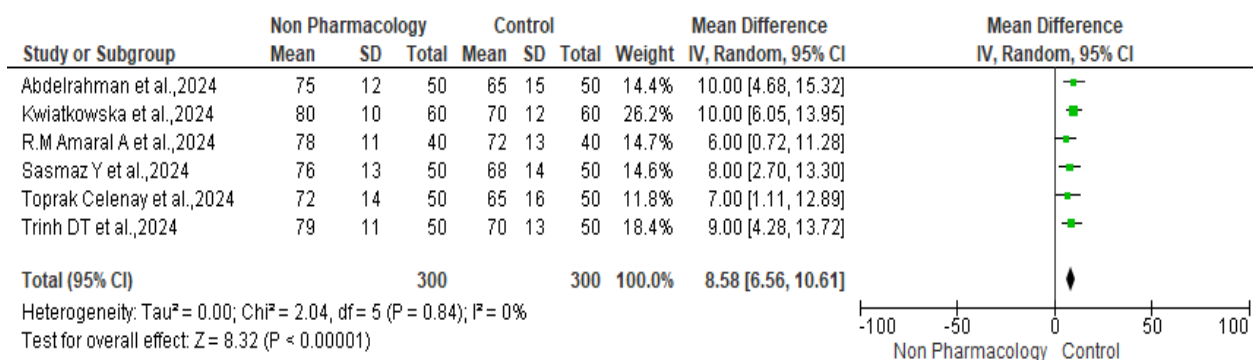 Non Pharmacology Control Mean Difference Mean Difference
Study or Subgroup Mean SD Total Mean SD Total Weight IV, Random, 95% CI IV, Random, 95% CI
Abdelrahman et al.,2024 75 12 50 65 15 50 14.4% 10.00 [4.68, 15.32]
Kwiatkowska et al.,2024 80 10 60 70 12 60 26.2% 10.00 [6.05, 13.95]
R.M Amaral A et al.,2024 78 11 40 72 13 40 14.7% 6.00 [0.72, 11.28]
Sasmaz Y et al.,2024 76 13 50 68 14 50 14.6% 8.00 [2.70, 13.30]
Toprak Celenay et al.,2024 72 14 50 65 16 50 11.8% 7.00 [1.11, 12.89]
Trinh DT et al.,2024 79 11 50 70 13 50 18.4% 9.00 [4.28, 13.72]
Total (95% CI) 300 300 100.0% 8.58 [6.56, 10.61]
Heterogeneity: Tau² = 0.00; Chi² = 2.04, df = 5 (P = 0.84); I² = 0%
Test for overall effect: Z = 8.32 (P < 0.00001)
-100 -50 0 50 100
Non Pharmacology Control